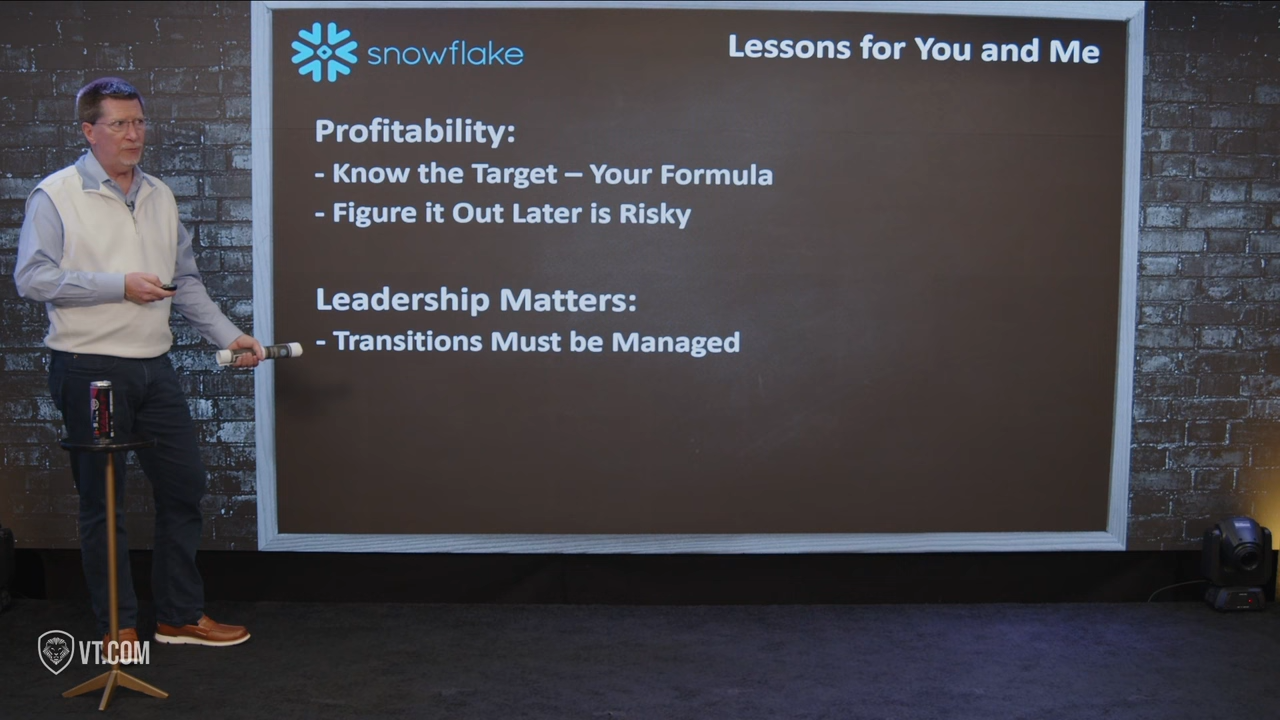 snowflake
Lessons for You and Me
Profitability:
- Know the Target – Your Formula
- Figure it Out Later is Risky
Leadership Matters:
- Transitions Must be Managed
VT.COM